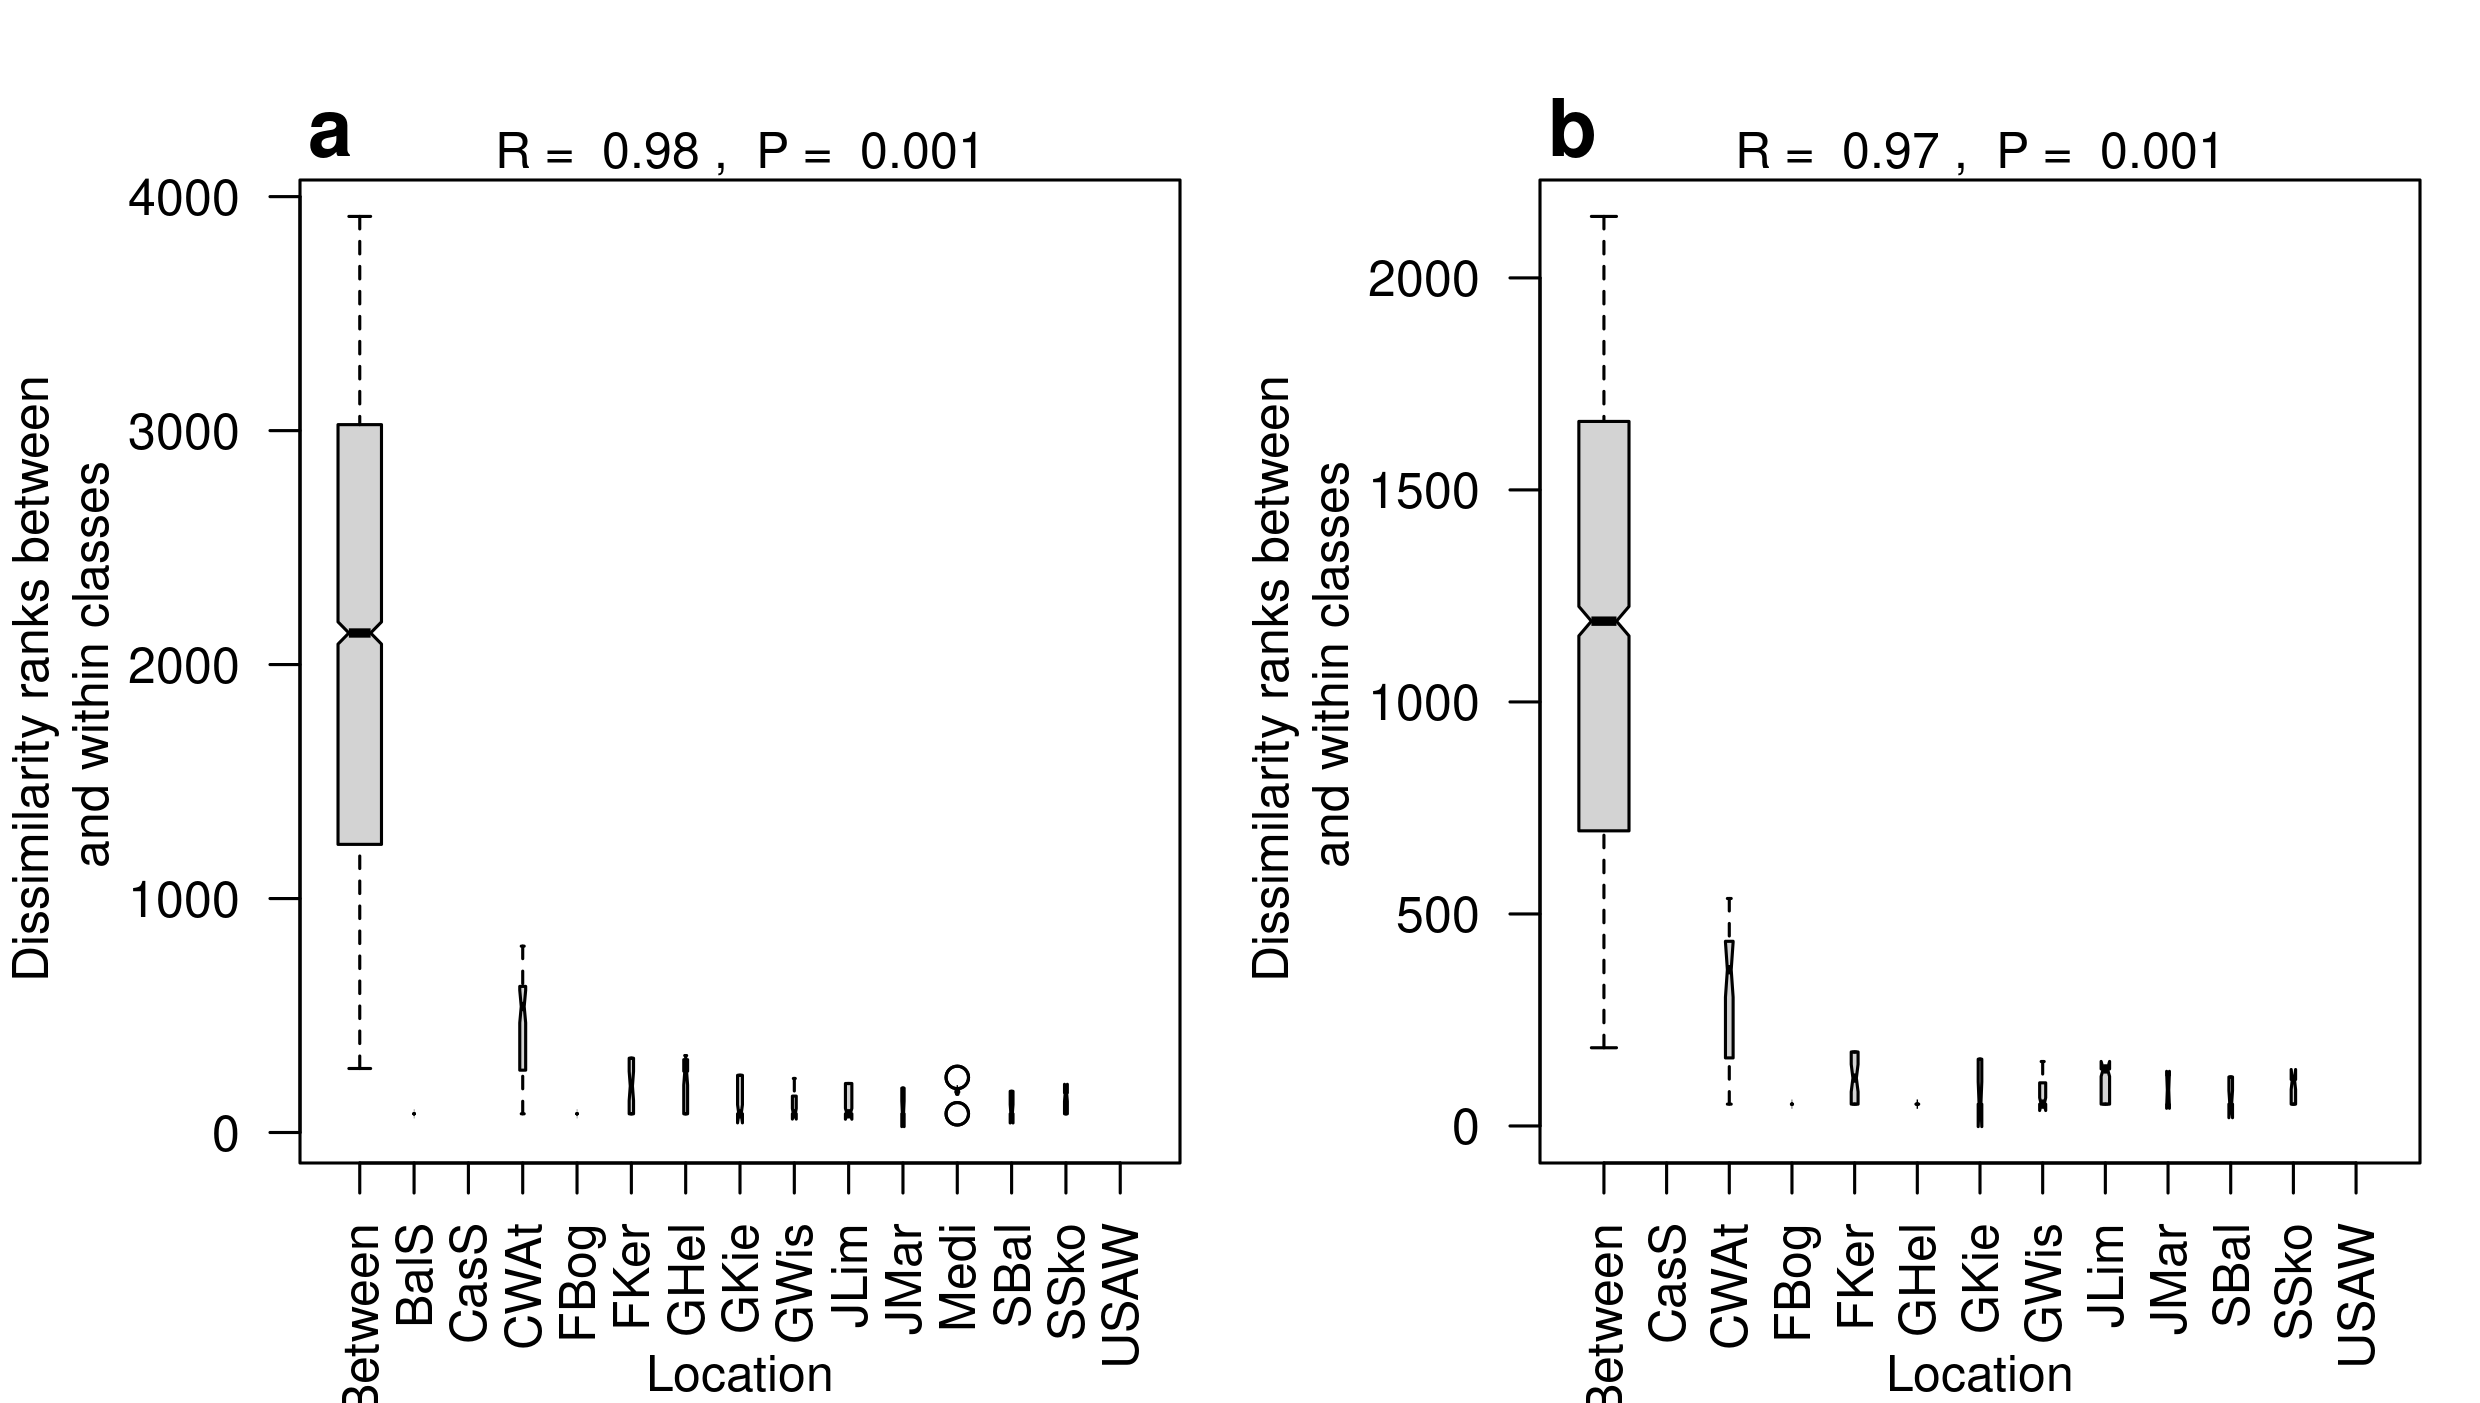 a
R = 0.98 , P = 0.001
4000
3000
2000
1000
0
Dissimilarity ranks between
and within classes
Between
BalS
CasS
CWAt
FBog
FKer
GHel
GKie
GWis
JLim
JMar
Medi
SBal
SSko
USAW
Location
b
R = 0.97 , P = 0.001
2000
1500
1000
500
0
Dissimilarity ranks between
and within classes
Between
CasS
CWAt
FBog
FKer
GHel
GKie
GWis
JLim
JMar
SBal
SSko
USAW
Location